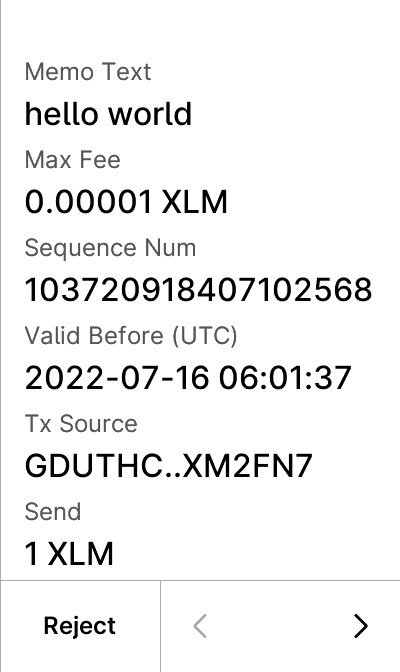 Memo Text
hello world
Max Fee
0.00001 XLM
Sequence Num
103720918407102568
Valid Before (UTC)
2022-07-16 06:01:37
Tx Source
GDUTHC..XM2FN7
Send
1 XLM
Reject